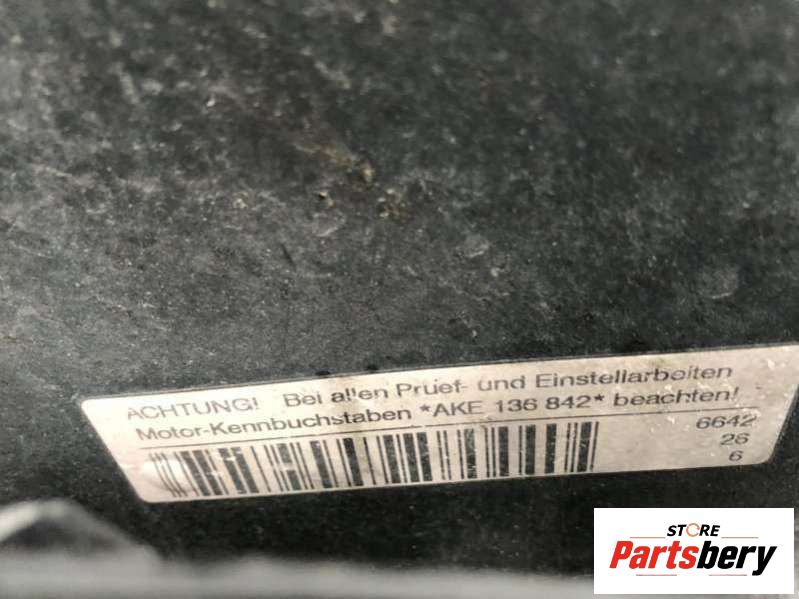 ACHTUNG! Bei allen Pruef- und Einstellarbeiten
Motor-Kennbuchstaben *AKE 136 842* beachten!
6642
26
6
STORE
Partsbery